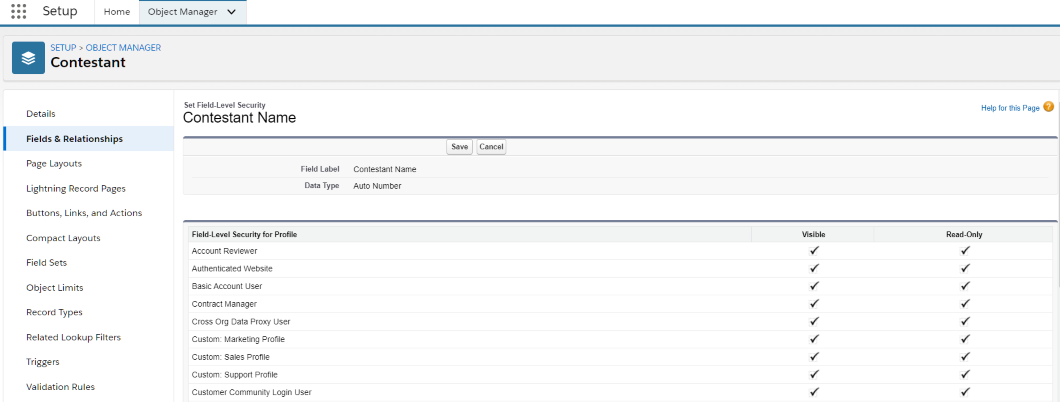 Setup Home Object Manager
SETUP > OBJECT MANAGER
Contestant
Details
Fields & Relationships
Page Layouts
Lightning Record Pages
Buttons, Links, and Actions
Compact Layouts
Field Sets
Object Limits
Record Types
Related Lookup Filters
Triggers
Validation Rules
Set Field-Level Security
Contestant Name
Help for this Page ?
Save Cancel
Field Label Contestant Name
Data Type Auto Number
Field-Level Security for Profile Visible Read-Only
Account Reviewer
Authenticated Website
Basic Account User
Contract Manager
Cross Org Data Proxy User
Custom: Marketing Profile
Custom: Sales Profile
Custom: Support Profile
Customer Community Login User